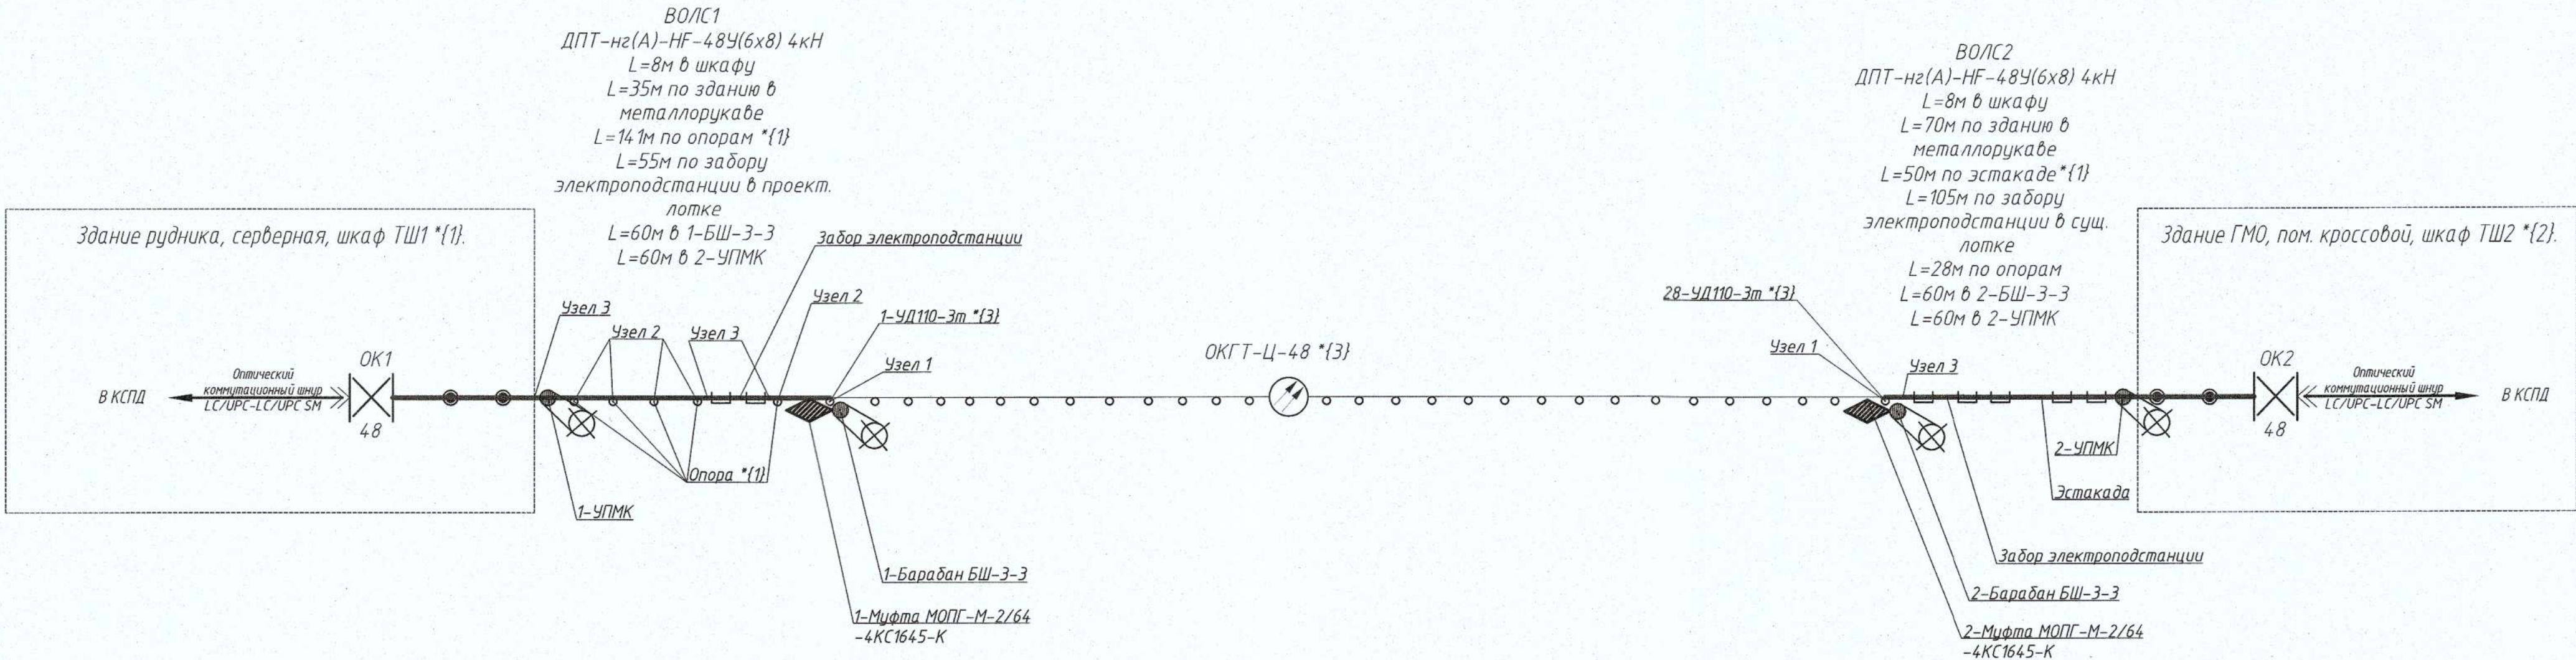 ВОЛС1
ДПТ-нг(А)-HF-48У(6х8) 4кН
L=8м в шкафу
L=35м по зданию в
металлорукаве
L=141м по опорам *{1}
L=55м по забору
электроподстанции в проект.
лотке
L=60м в 1-БШ-3-3
L=60м в 2-УПМК
ВОЛС2
ДПТ-нг(А)-HF-48У(6х8) 4кН
L=8м в шкафу
L=70м по зданию в
металлорукаве
L=50м по эстакаде*{1}
L=105м по забору
электроподстанции в сущ.
лотке
L=28м по опорам
L=60м в 2-БШ-3-3
L=60м в 2-УПМК
Здание рудника, серверная, шкаф ТШ1 *{1}.
Забор электроподстанции
Здание ГМО, пом. кроссовой, шкаф ТШ2 *{2}.
Узел 3
Узел 2
Узел 3
Узел 2
1-УД110-3т *{3}
Узел 1
ОКГТ-Ц-48 *{3}
28-УД110-3т *{3}
Узел 1
Узел 3
В КСПД
Оптический
коммутационный шнур
LC/UPC-LC/UPC SM
ОК1
48
ОК2
48
Оптический
коммутационный шнур
LC/UPC-LC/UPC SM
В КСПД
Опора *{1}
1-УПМК
1-Барабан БШ-3-3
1-Муфта МОПГ-М-2/64
-4КС1645-К
2-УПМК
Эстакада
Забор электроподстанции
2-Барабан БШ-3-3
2-Муфта МОПГ-М-2/64
-4КС1645-К